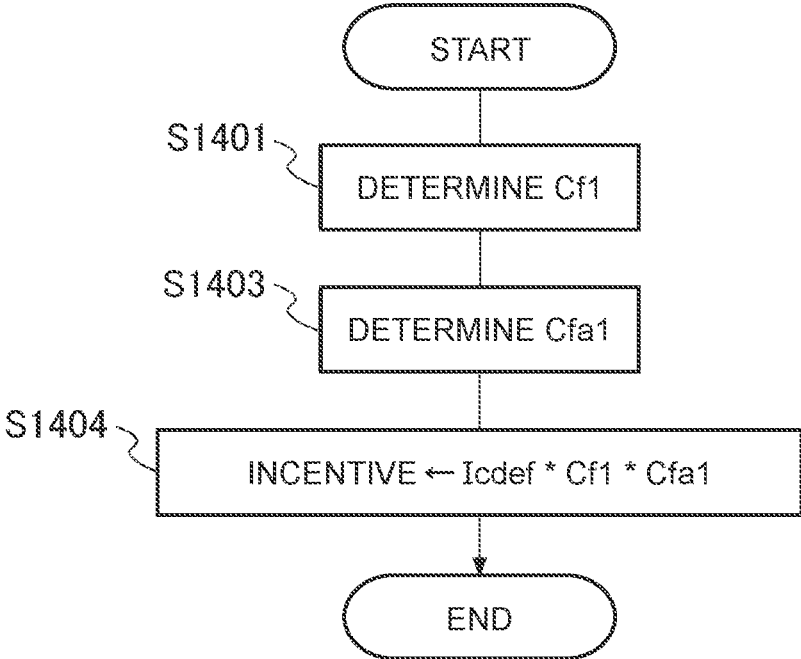 START
S1401
DETERMINE Cf1
S1403
DETERMINE Cfa1
S1404
INCENTIVE ← Icdef * Cf1 * Cfa1
END